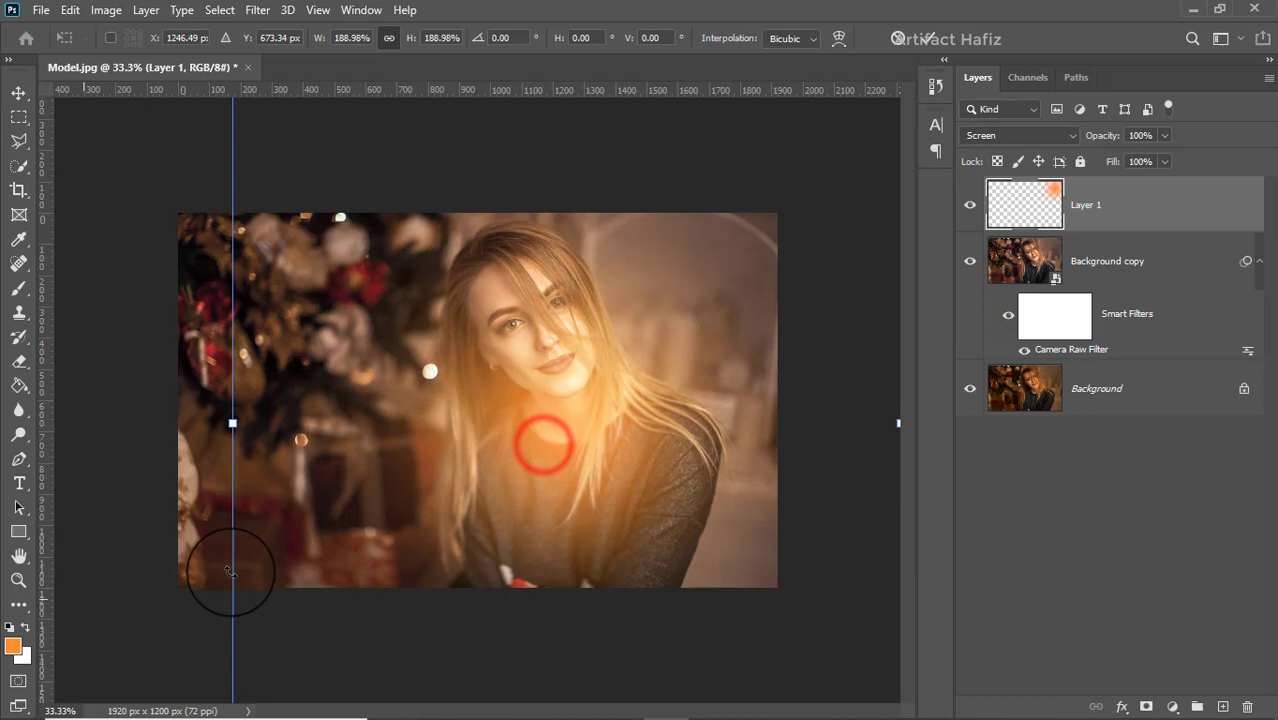 Ps File Edit Image Layer Type Select Filter 3D View Window Help
X: 1246.49 px Y: 673.34 px W: 188.98% H: 188.98% 0.00 ° H: 0.00 ° V: 0.00 ° Interpolation: Bicubic Artifact Hafiz
Model.jpg @ 33.3% (Layer 1, RGB/8#) * ×
400 300 200 100 0 100 200 300 400 500 600 700 800 900 1000 1100 1200 1300 1400 1500 1600 1700 1800 1900 2000 2100 2200
Layers Channels Paths
Kind
Screen Opacity: 100%
Lock: Fill: 100%
Layer 1
Background copy
Smart Filters
Camera Raw Filter
Background
33.33% 1920 px x 1200 px (72 ppi)